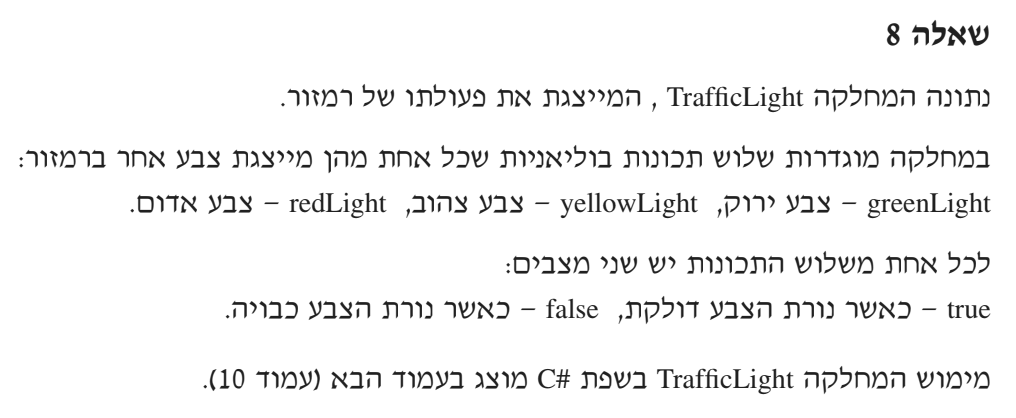 שאלה 8
נתונה המחלקה TrafficLight , המייצגת את פעולתו של רמזור.
במחלקה מוגדרות שלוש תכונות בוליאניות שכל אחת מהן מייצגת צבע אחר ברמזור:
greenLight – צבע ירוק, yellowLight – צבע צהוב, redLight – צבע אדום.
לכל אחת משלוש התכונות יש שני מצבים:
true – כאשר נורת הצבע דולקת, false – כאשר נורת הצבע כבויה.
מימוש המחלקה TrafficLight בשפת C# מוצג בעמוד הבא (עמוד 10).